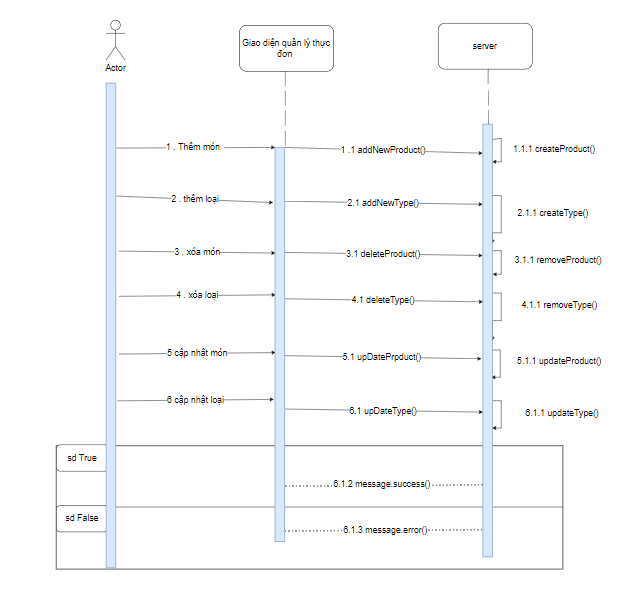 Giao diện quản lý thực
đơn
server
Actor
1 . Thêm món
1 .1 addNewProduct()
1.1.1 createProduct()
2 . thêm loại
2.1 addNewType()
2.1.1 createType()
3 . xóa món
3.1 deleteProduct()
3.1.1 removeProduct()
4 . xóa loại
4.1 deleteType()
4.1.1 removeType()
5 cập nhật món
5.1 upDatePrpduct()
5.1.1 updateProduct()
6 cập nhật loại
6.1 upDateType()
6.1.1 updateType()
sd True
6.1.2 message.success()
sd False
6.1.3 message.error()